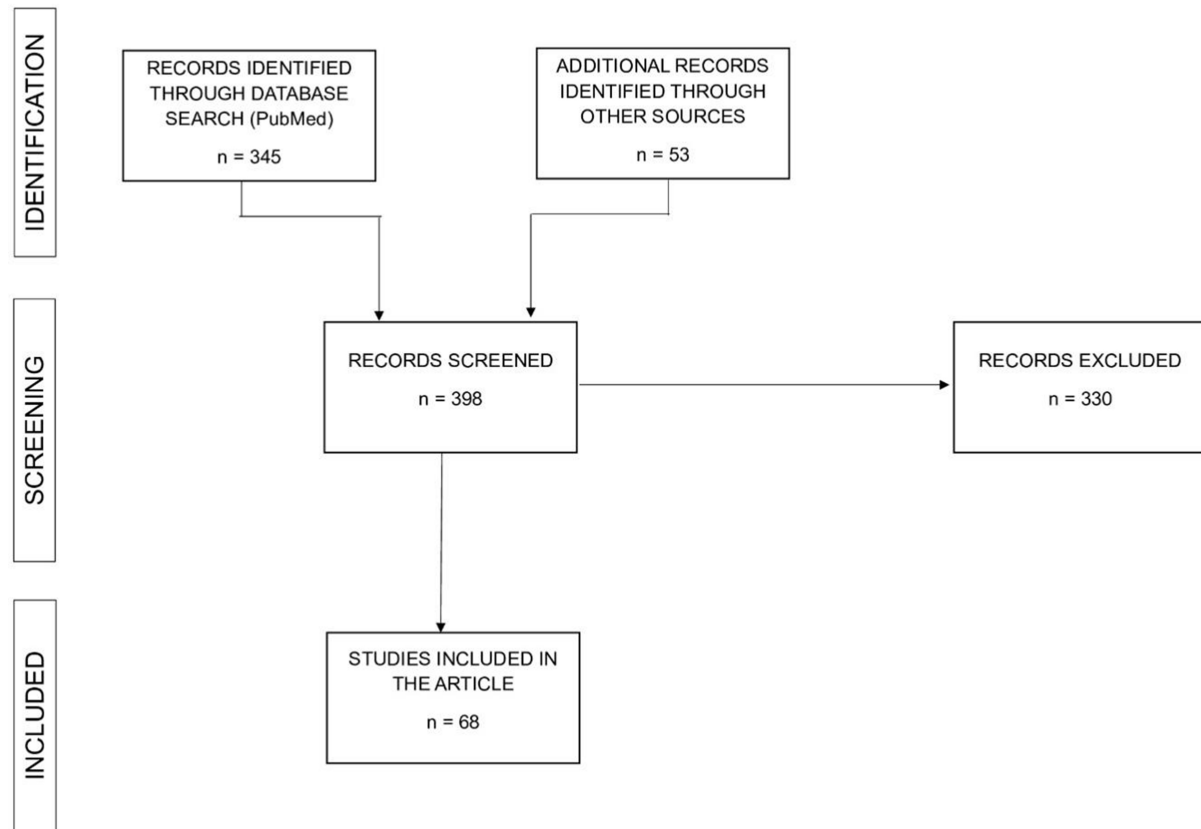 IDENTIFICATION
RECORDS IDENTIFIED
THROUGH DATABASE
SEARCH (PubMed)
n = 345
ADDITIONAL RECORDS
IDENTIFIED THROUGH
OTHER SOURCES
n = 53
SCREENING
RECORDS SCREENED
n = 398
RECORDS EXCLUDED
n = 330
INCLUDED
STUDIES INCLUDED IN
THE ARTICLE
n = 68